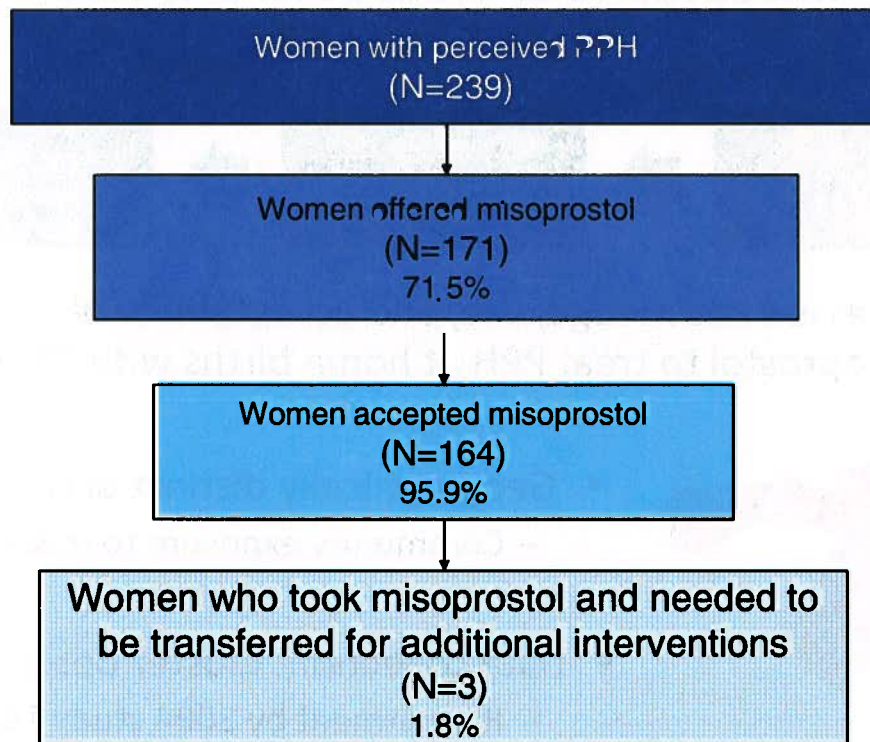 Women with perceived PPH
(N=239)
Women offered misoprostol
(N=171)
71.5%
Women accepted misoprostol
(N=164)
95.9%
Women who took misoprostol and needed to
be transferred for additional interventions
(N=3)
1.8%